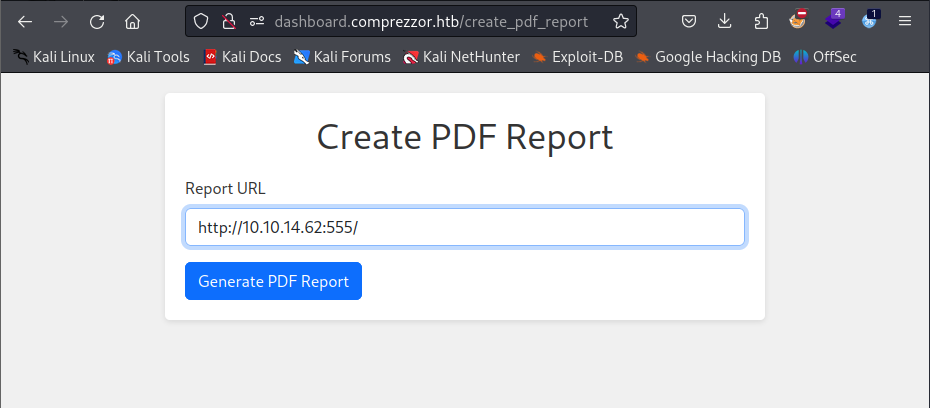 dashboard.comprezzor.htb/create_pdf_report
4
1
Kali Linux Kali Tools Kali Docs Kali Forums Kali NetHunter Exploit-DB Google Hacking DB OffSec
Create PDF Report
Report URL
http://10.10.14.62:555/
Generate PDF Report